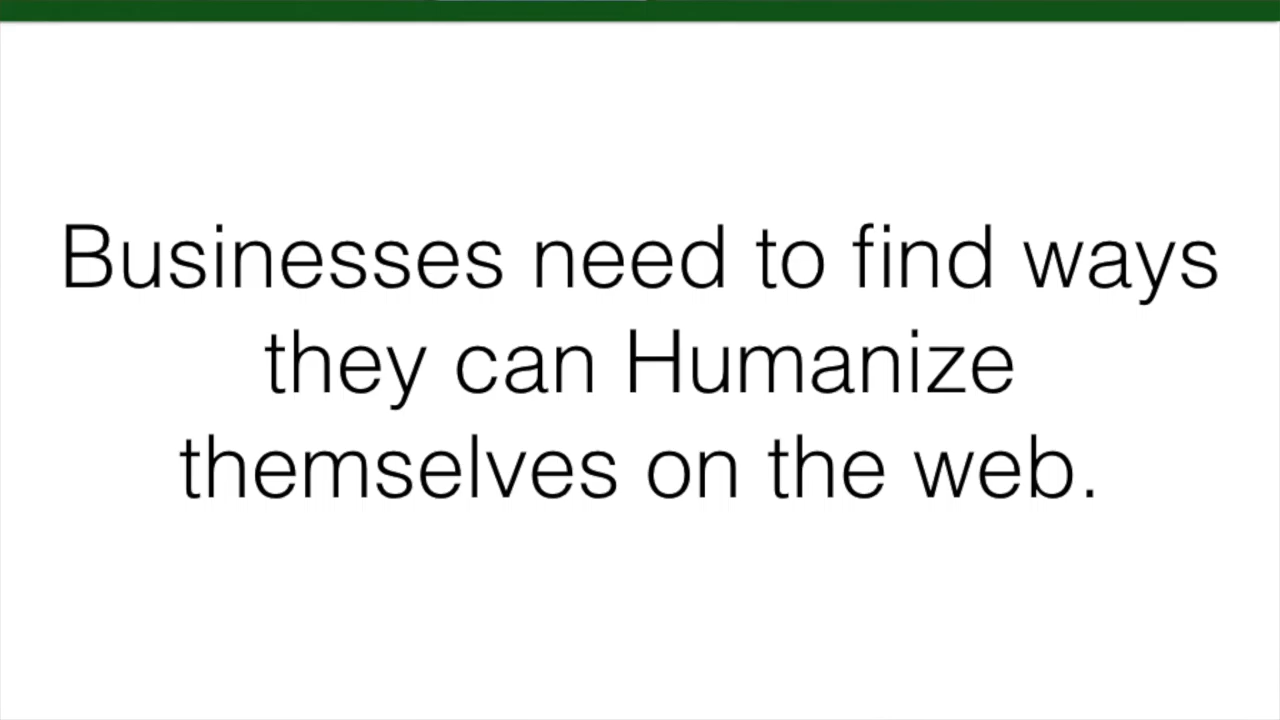 Businesses need to find ways
they can Humanize
themselves on the web.